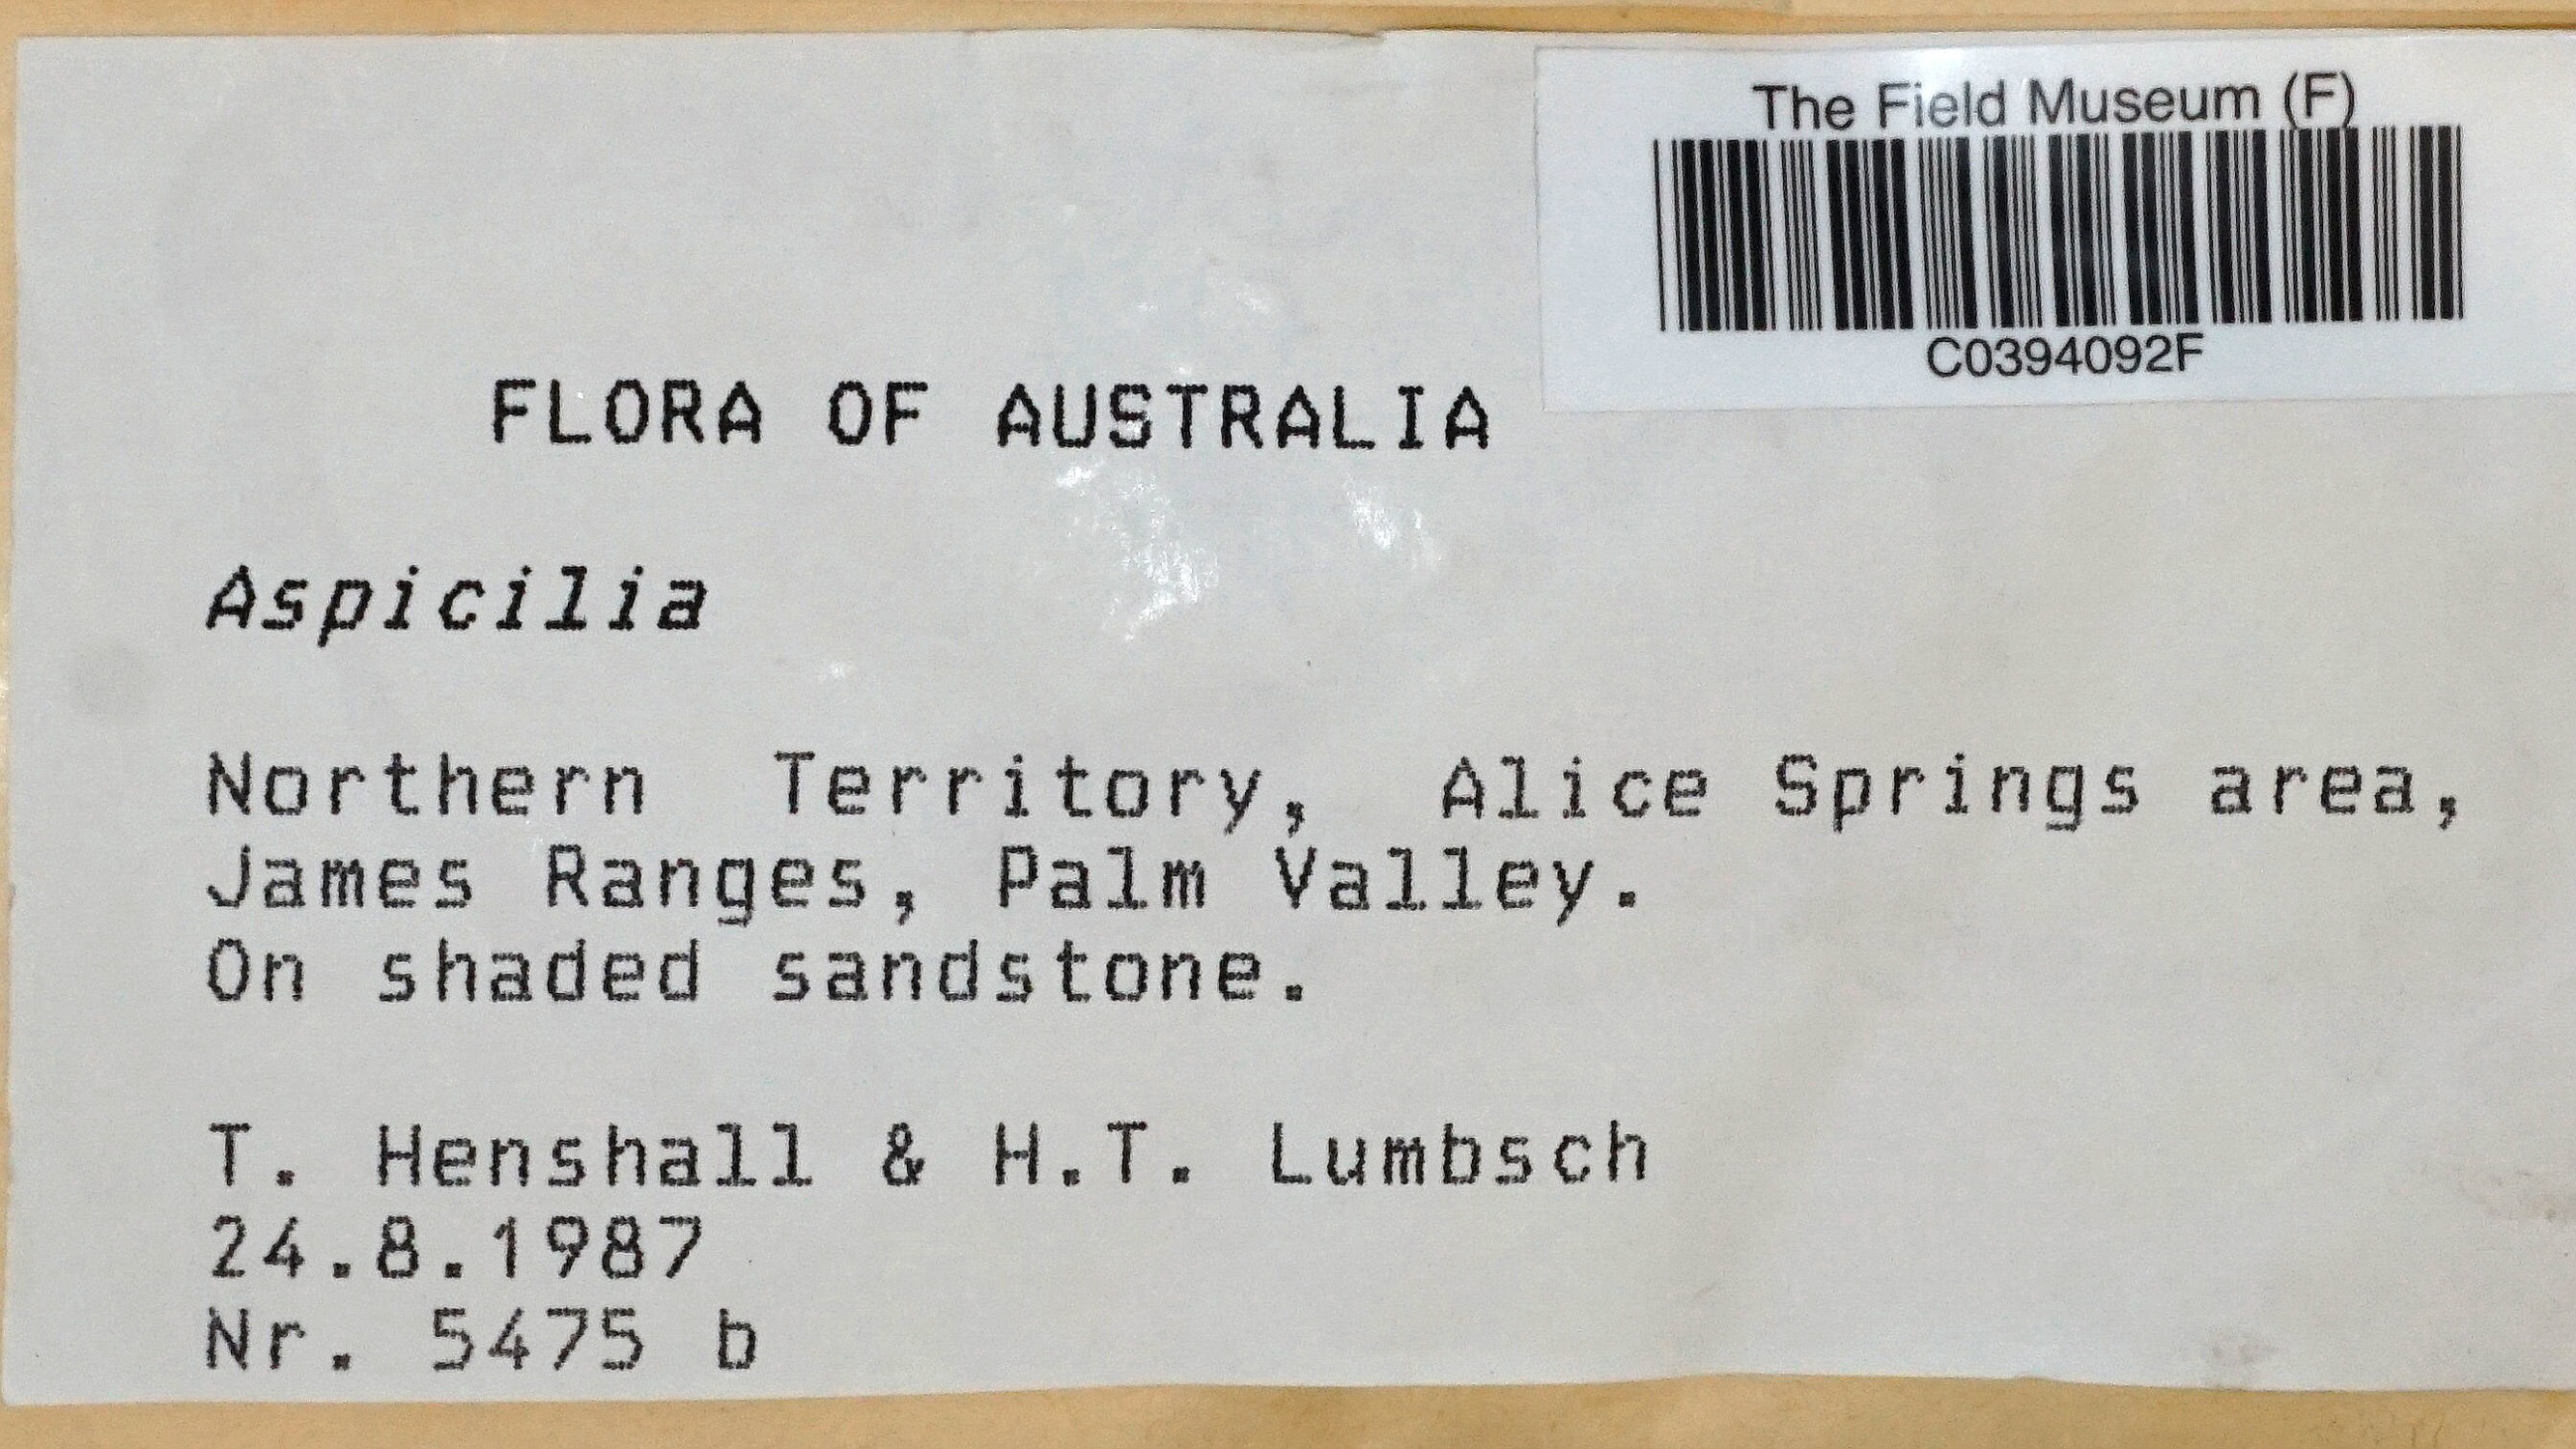 The Field Museum (F)
C0394092F
FLORA OF AUSTRALIA
Aspicilia
Northern Territory, Alice Springs area,
James Ranges, Palm Valley.
On shaded sandstone.
T. Henshall & H.T. Lumbsch
24.8.1987
Nr. 5475 b